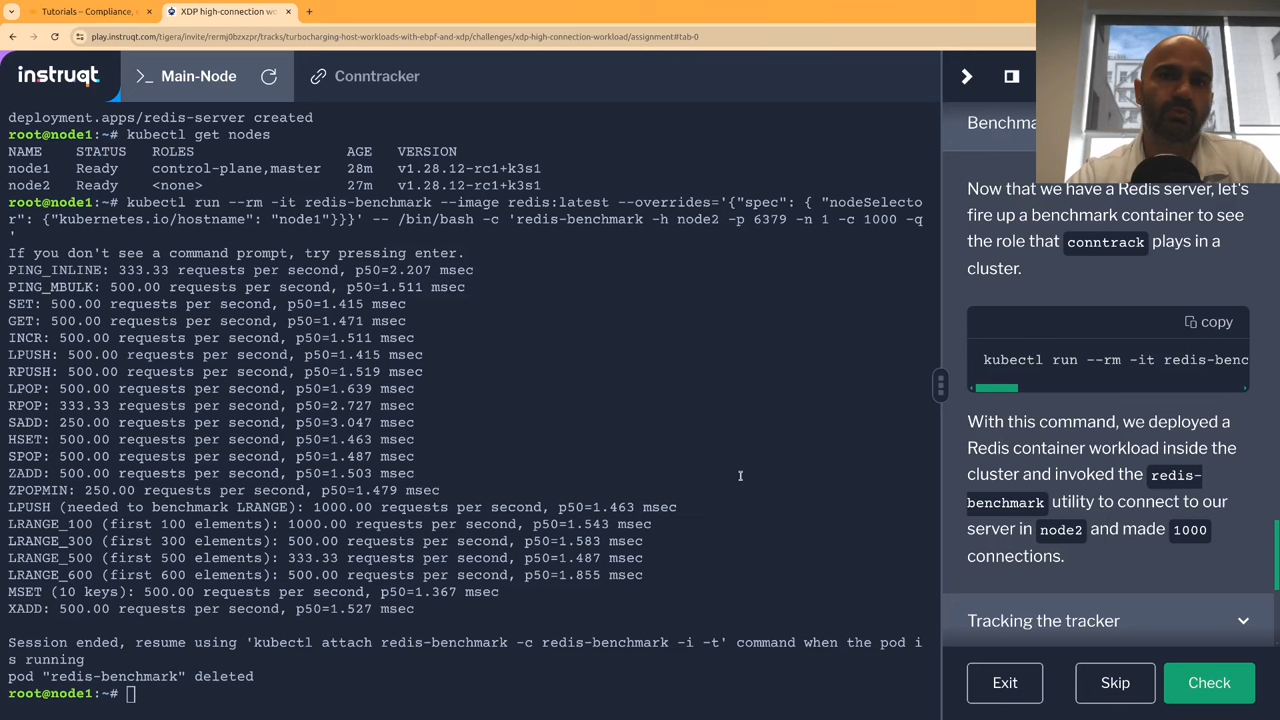 Tutorials – Compliance,
XDP high-connection wo
play.instruqt.com/tigera/invite/rermj0bzxzpr/tracks/turbocharging-host-workloads-with-ebpf-and-xdp/challenges/xdp-high-connection-workload/assignment#tab-0
instruqt
>_ Main-Node
Conntracker
deployment.apps/redis-server created
root@node1:~# kubectl get nodes
NAME STATUS ROLES AGE VERSION
node1 Ready control-plane,master 28m v1.28.12-rc1+k3s1
node2 Ready <none> 27m v1.28.12-rc1+k3s1
root@node1:~# kubectl run --rm -it redis-benchmark --image redis:latest --overrides='{"spec": { "nodeSelecto
r": {"kubernetes.io/hostname": "node1"}}}' -- /bin/bash -c 'redis-benchmark -h node2 -p 6379 -n 1 -c 1000 -q
'
If you don't see a command prompt, try pressing enter.
PING_INLINE: 333.33 requests per second, p50=2.207 msec
PING_MBULK: 500.00 requests per second, p50=1.511 msec
SET: 500.00 requests per second, p50=1.415 msec
GET: 500.00 requests per second, p50=1.471 msec
INCR: 500.00 requests per second, p50=1.511 msec
LPUSH: 500.00 requests per second, p50=1.415 msec
RPUSH: 500.00 requests per second, p50=1.519 msec
LPOP: 500.00 requests per second, p50=1.639 msec
RPOP: 333.33 requests per second, p50=2.727 msec
SADD: 250.00 requests per second, p50=3.047 msec
HSET: 500.00 requests per second, p50=1.463 msec
SPOP: 500.00 requests per second, p50=1.487 msec
ZADD: 500.00 requests per second, p50=1.503 msec
ZPOPMIN: 250.00 requests per second, p50=1.479 msec
LPUSH (needed to benchmark LRANGE): 1000.00 requests per second, p50=1.463 msec
LRANGE_100 (first 100 elements): 1000.00 requests per second, p50=1.543 msec
LRANGE_300 (first 300 elements): 500.00 requests per second, p50=1.583 msec
LRANGE_500 (first 500 elements): 333.33 requests per second, p50=1.487 msec
LRANGE_600 (first 600 elements): 500.00 requests per second, p50=1.855 msec
MSET (10 keys): 500.00 requests per second, p50=1.367 msec
XADD: 500.00 requests per second, p50=1.527 msec
Session ended, resume using 'kubectl attach redis-benchmark -c redis-benchmark -i -t' command when the pod i
s running
pod "redis-benchmark" deleted
root@node1:~#
Benchma
Now that we have a Redis server, let's
fire up a benchmark container to see
the role that conntrack plays in a
cluster.
copy
kubectl run --rm -it redis-benc
With this command, we deployed a
Redis container workload inside the
cluster and invoked the redis-
benchmark utility to connect to our
server in node2 and made 1000
connections.
Tracking the tracker
Exit
Skip
Check